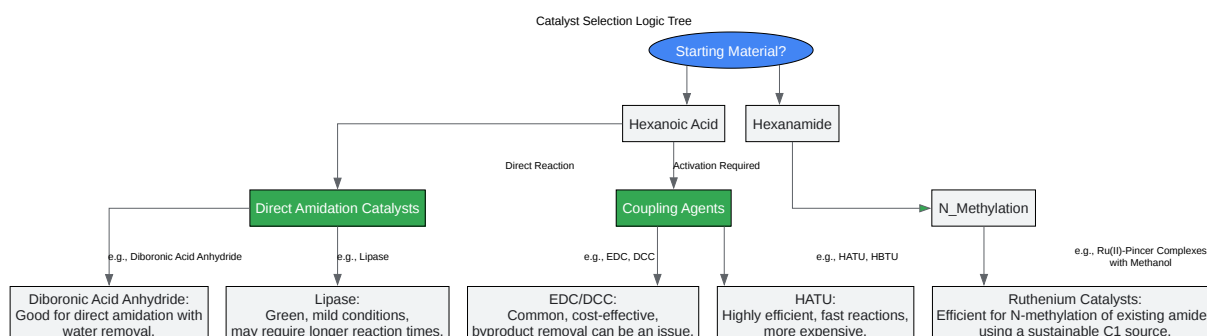 Catalyst Selection Logic Tree
Starting Material?
Hexanoic Acid
Hexanamide
Direct Reaction
Activation Required
Direct Amidation Catalysts
Coupling Agents
N_Methylation
e.g., Diboronic Acid Anhydride
e.g., Lipase
e.g., EDC, DCC
e.g., HATU, HBTU
e.g., Ru(II)-Pincer Complexes
with Methanol
Diboronic Acid Anhydride:
Good for direct amidation with
water removal.
Lipase:
Green, mild conditions,
may require longer reaction times.
EDC/DCC:
Common, cost-effective,
byproduct removal can be an issue.
HATU:
Highly efficient, fast reactions,
more expensive.
Ruthenium Catalysts:
Efficient for N-methylation of existing amide
using a sustainable C1 source.